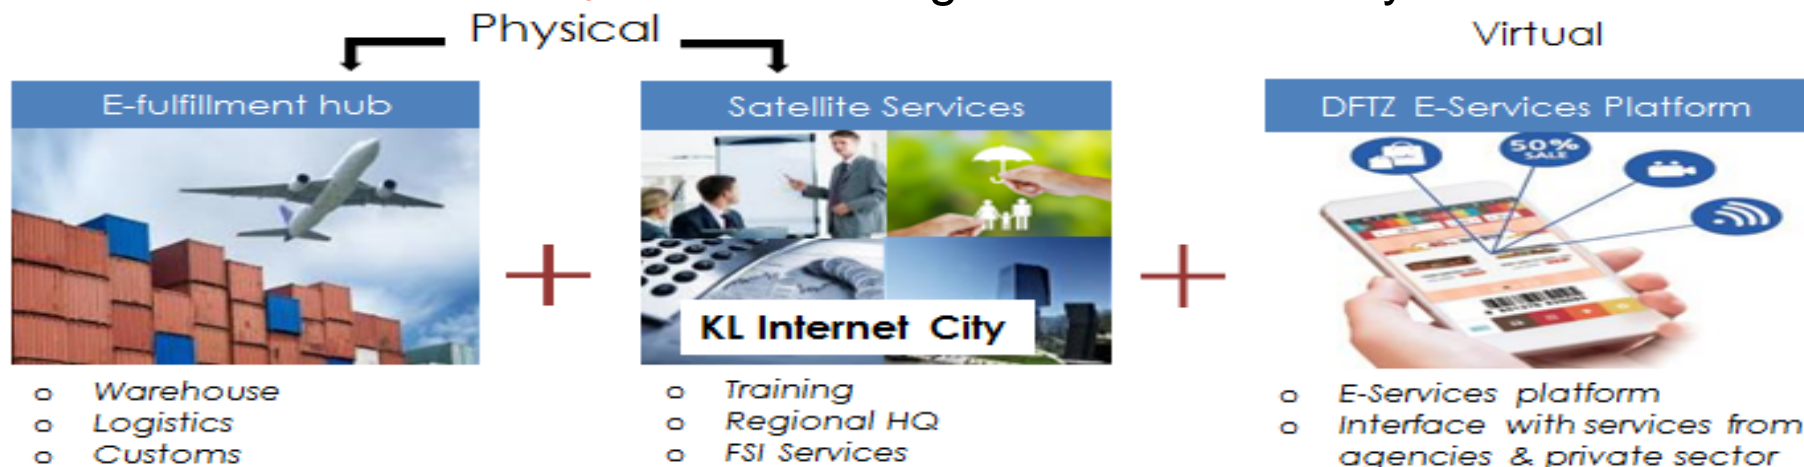 Physical
Virtual
E-fulfillment hub
Satellite Services
DFTZ E-Services Platform
50%
SALE
KL Internet City
o Warehouse
o Logistics
o Customs
o Training
o Regional HQ
o FSI Services
o E-Services platform
o Interface with services from
agencies & private sector